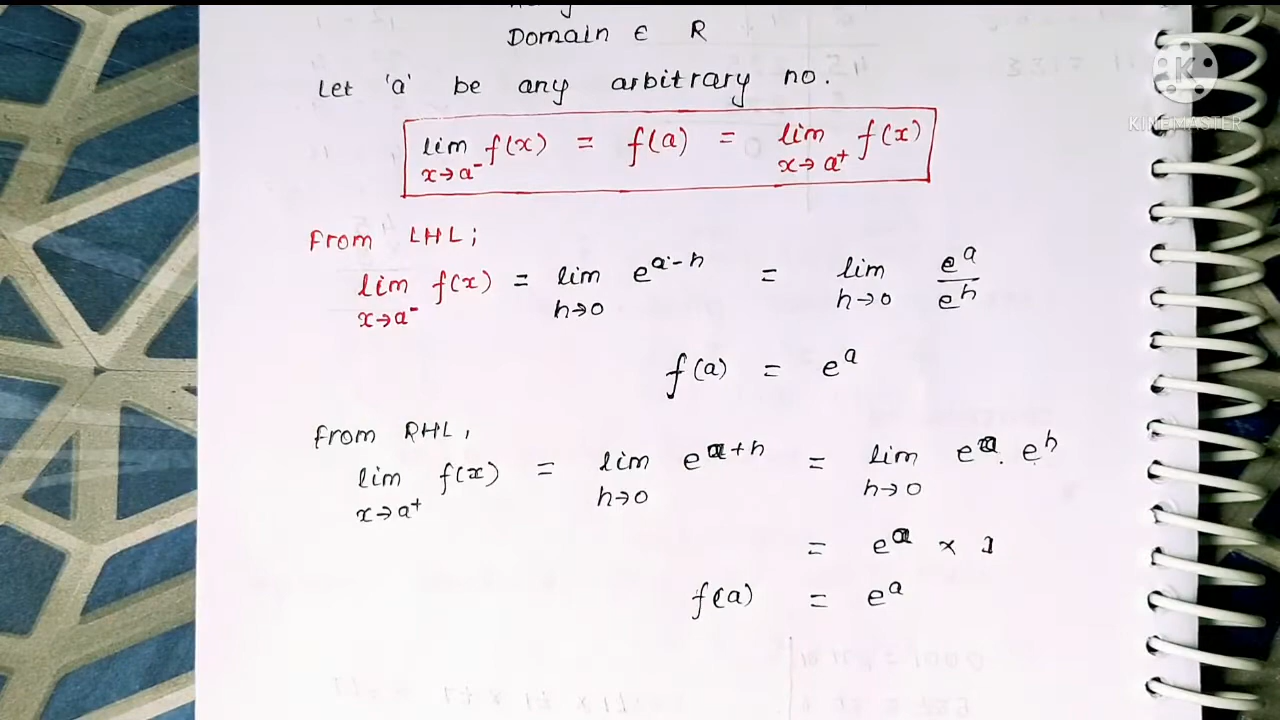 Domain ∈ R
Let 'a' be any arbitrary no.
lim x→a⁻ f(x) = f(a) = lim x→a⁺ f(x)
From LHL;
lim x→a⁻ f(x) = lim h→0 e^(a-h) = lim h→0 e^a / e^h
f(a) = e^a
From RHL,
lim x→a⁺ f(x) = lim h→0 e^(a+h) = lim h→0 e^a . e^h
= e^a × 1
f(a) = e^a
K
KINEMASTER